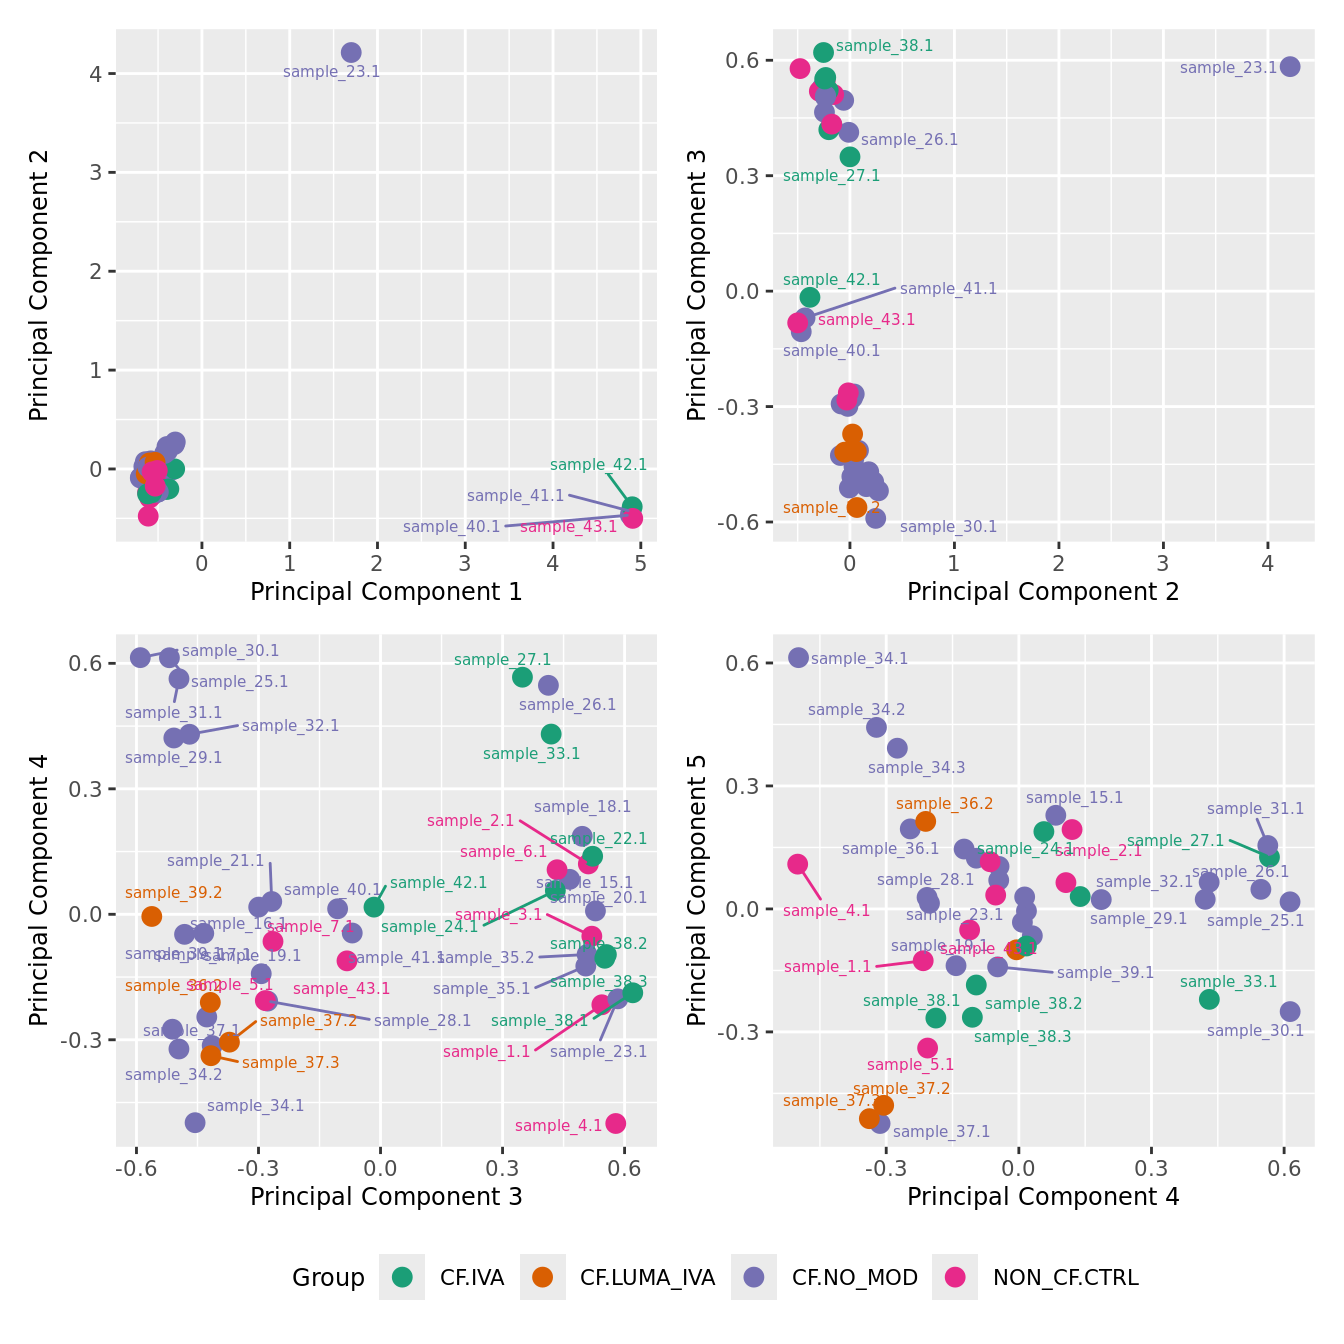 sample_23.1
sample_42.1
sample_41.1
sample_40.1
sample_43.1
4
3
2
1
0
0
1
2
3
4
5
Principal Component 1
Principal Component 2
sample_38.1
sample_23.1
sample_26.1
sample_27.1
sample_42.1
sample_41.1
sample_43.1
sample_40.1
sample_30.1
0.6
0.3
0.0
-0.3
-0.6
0
1
2
3
4
Principal Component 2
Principal Component 3
sample_30.1
sample_25.1
sample_31.1
sample_32.1
sample_29.1
sample_27.1
sample_26.1
sample_33.1
sample_18.1
sample_2.1
sample_22.1
sample_6.1
sample_21.1
sample_15.1
sample_42.1
sample_40.1
sample_39.2
sample_20.1
sample_3.1
sample_16.1
sample_7.1
sample_24.1
sample_38.2
sample_17.1
sample_19.1
sample_41.1
sample_35.2
sample_36.2
sample_5.1
sample_43.1
sample_35.1
sample_38.3
sample_37.1
sample_37.2
sample_28.1
sample_38.1
sample_1.1
sample_23.1
sample_37.3
sample_34.2
sample_34.1
sample_4.1
0.6
0.3
0.0
-0.3
-0.6
-0.3
0.0
0.3
0.6
Principal Component 3
Principal Component 4
sample_34.1
sample_34.2
sample_34.3
sample_36.2
sample_15.1
sample_31.1
sample_36.1
sample_24.1
sample_2.1
sample_27.1
sample_28.1
sample_32.1
sample_26.1
sample_4.1
sample_23.1
sample_29.1
sample_25.1
sample_19.1
sample_1.1
sample_39.1
sample_33.1
sample_38.1
sample_38.2
sample_38.3
sample_30.1
sample_5.1
sample_37.2
sample_37.3
sample_37.1
0.6
0.3
0.0
-0.3
-0.3
0.0
0.3
0.6
Principal Component 4
Principal Component 5
Group
CF.IVA
CF.LUMA_IVA
CF.NO_MOD
NON_CF.CTRL